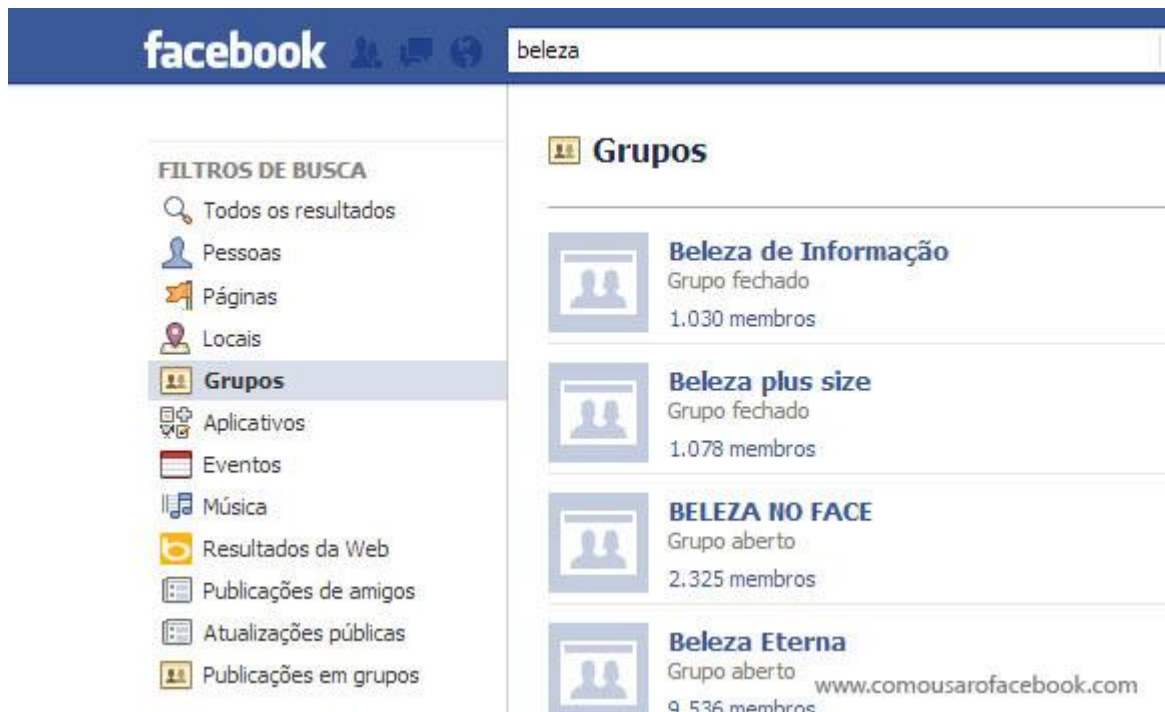 facebook
beleza
FILTROS DE BUSCA
Todos os resultados
Pessoas
Páginas
Locais
Grupos
Aplicativos
Eventos
Música
Resultados da Web
Publicações de amigos
Atualizações públicas
Publicações em grupos
Grupos
Beleza de Informação
Grupo fechado
1.030 membros
Beleza plus size
Grupo fechado
1.078 membros
BELEZA NO FACE
Grupo aberto
2.325 membros
Beleza Eterna
Grupo aberto
9.536 membros
www.comousarofacebook.com